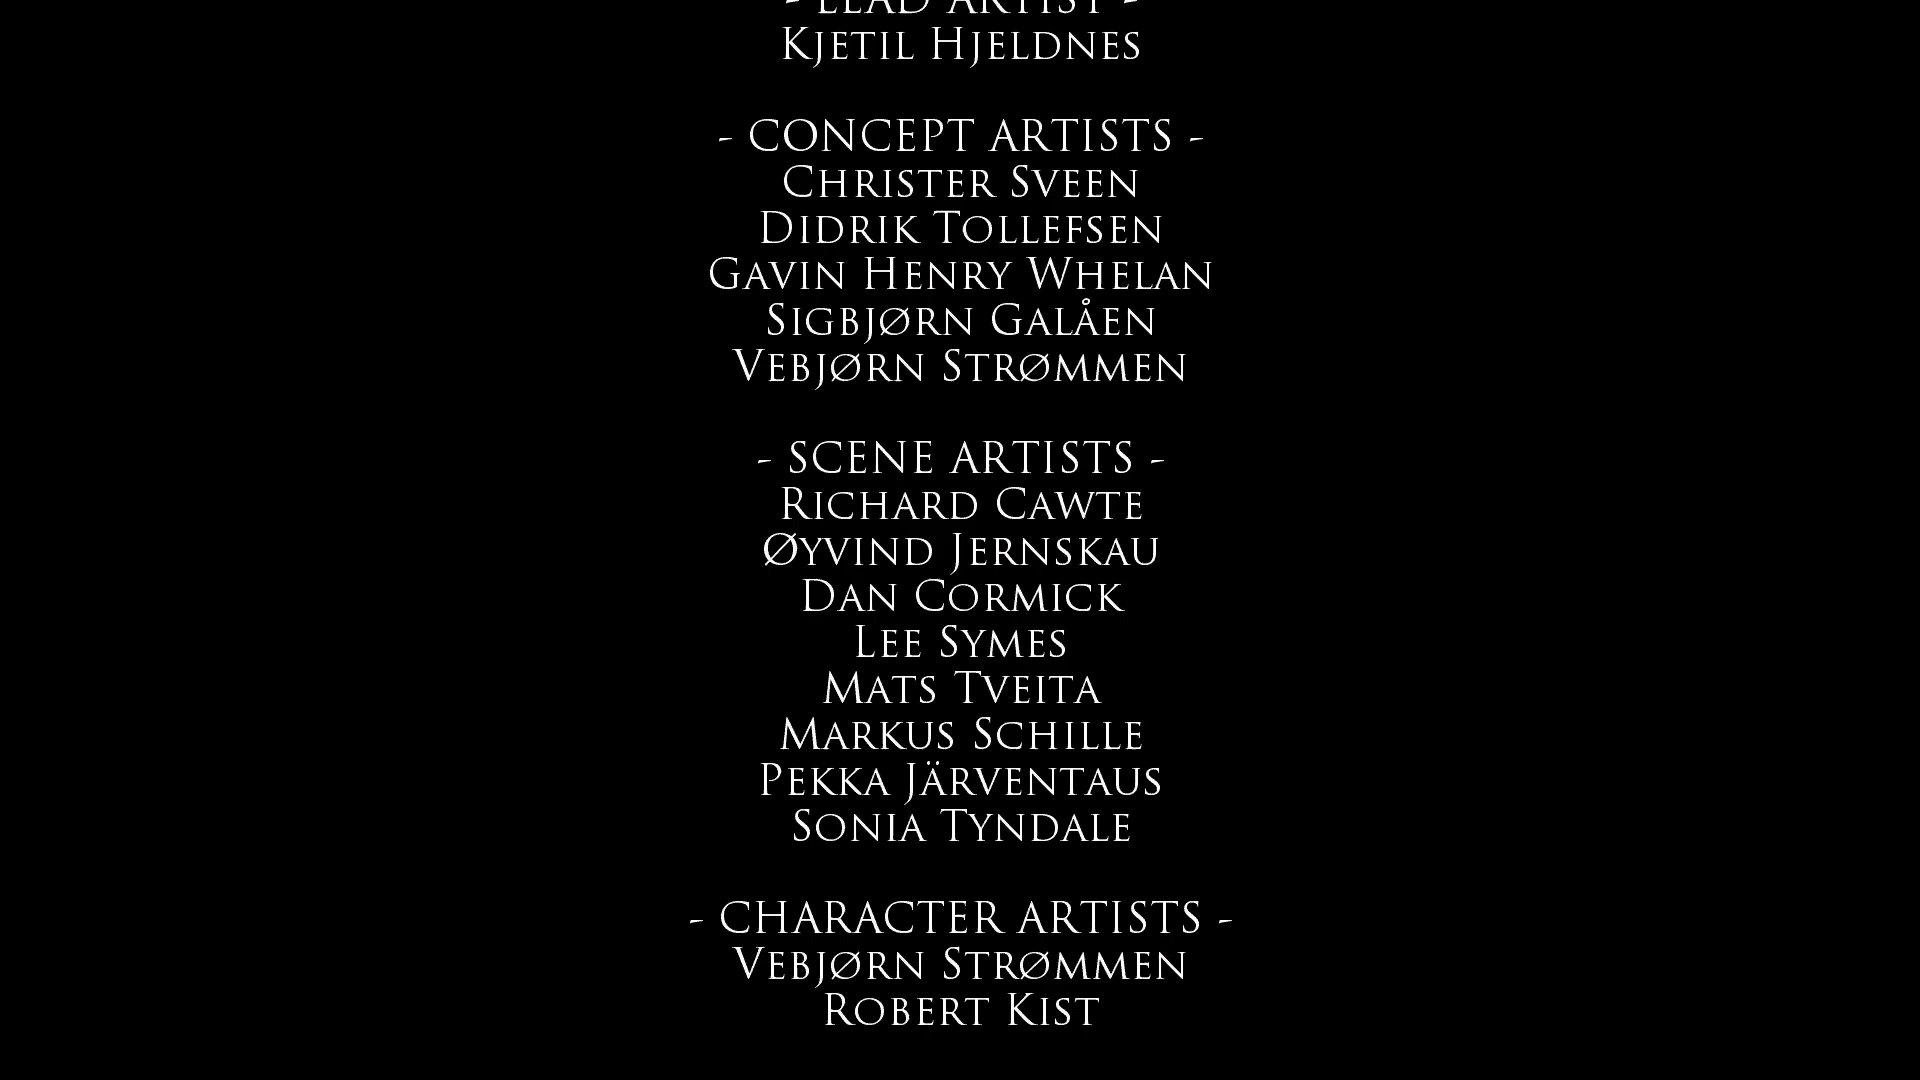 - LEAD ARTIST -
Kjetil Hjeldnes
- CONCEPT ARTISTS -
Christer Sveen
Didrik Tollefsen
Gavin Henry Whelan
Sigbjørn Galåen
Vebjørn Strømmen
- SCENE ARTISTS -
Richard Cawte
Øyvind Jernskau
Dan Cormick
Lee Symes
Mats Tveita
Markus Schille
Pekka Järventaus
Sonia Tyndale
- CHARACTER ARTISTS -
Vebjørn Strømmen
Robert Kist